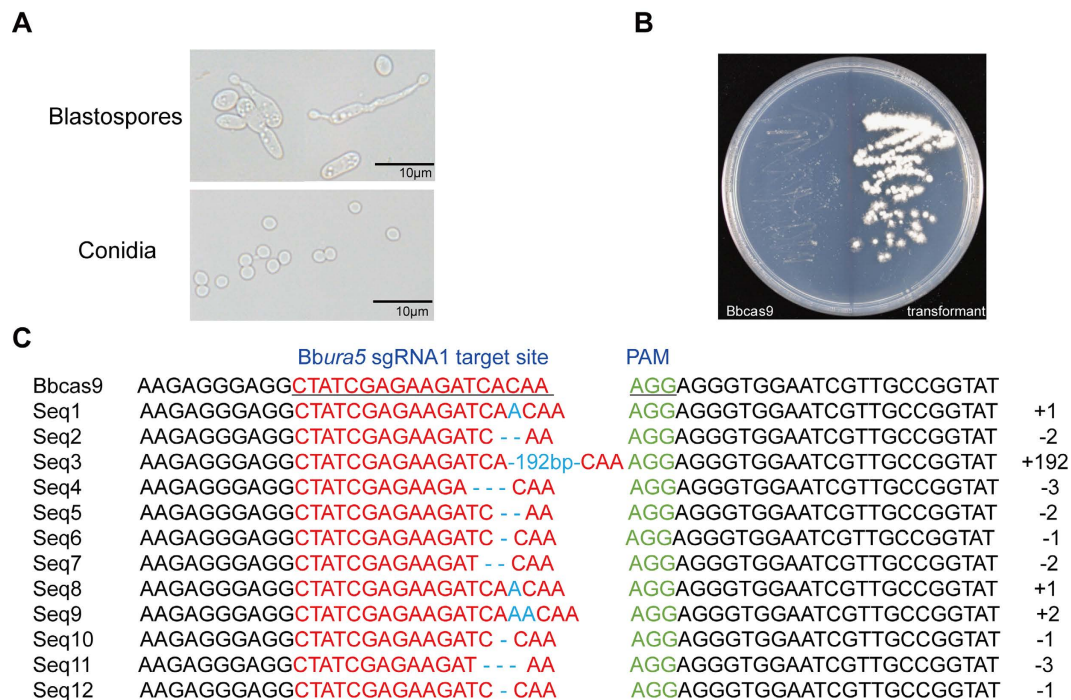 A
B
Blastospores
10µm
Conidia
10µm
Bbcas9
transformant
C
Bbura5 sgRNA1 target site PAM
Bbcas9 AAGAGGGAGGCTATCGAGAAGATCACAA AGGAGGGTGGAATCGTTGCCGGTAT
Seq1 AAGAGGGAGGCTATCGAGAAGATCAACAA AGGAGGGTGGAATCGTTGCCGGTAT +1
Seq2 AAGAGGGAGGCTATCGAGAAGATC - - AA AGGAGGGTGGAATCGTTGCCGGTAT -2
Seq3 AAGAGGGAGGCTATCGAGAAGATCA-192bp-CAA AGGAGGGTGGAATCGTTGCCGGTAT +192
Seq4 AAGAGGGAGGCTATCGAGAAGA - - - CAA AGGAGGGTGGAATCGTTGCCGGTAT -3
Seq5 AAGAGGGAGGCTATCGAGAAGATC - - AA AGGAGGGTGGAATCGTTGCCGGTAT -2
Seq6 AAGAGGGAGGCTATCGAGAAGATC - CAA AGGAGGGTGGAATCGTTGCCGGTAT -1
Seq7 AAGAGGGAGGCTATCGAGAAGAT - - CAA AGGAGGGTGGAATCGTTGCCGGTAT -2
Seq8 AAGAGGGAGGCTATCGAGAAGATCAACAA AGGAGGGTGGAATCGTTGCCGGTAT +1
Seq9 AAGAGGGAGGCTATCGAGAAGATCAAACAA AGGAGGGTGGAATCGTTGCCGGTAT +2
Seq10 AAGAGGGAGGCTATCGAGAAGATC - CAA AGGAGGGTGGAATCGTTGCCGGTAT -1
Seq11 AAGAGGGAGGCTATCGAGAAGAT - - - AA AGGAGGGTGGAATCGTTGCCGGTAT -3
Seq12 AAGAGGGAGGCTATCGAGAAGATC - CAA AGGAGGGTGGAATCGTTGCCGGTAT -1